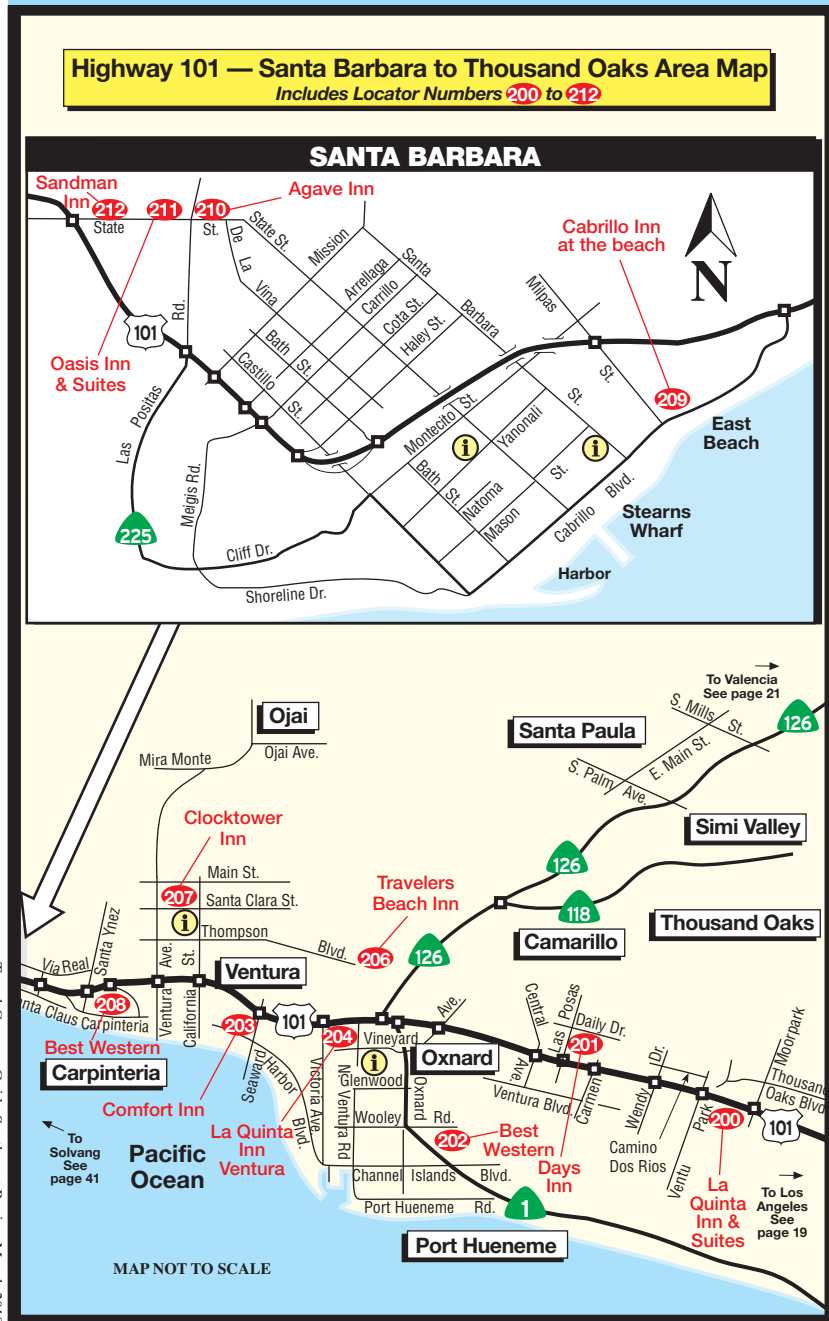 Highway 101 — Santa Barbara to Thousand Oaks Area Map
Includes Locator Numbers 200 to 212
SANTA BARBARA
Sandman
Inn
212
211
210
Agave Inn
State
St.
State St.
De La Vina
Mission
Arrellaga
Carrillo
Cota St.
Haley St.
Santa Barbara St.
Milpas St.
Cabrillo Inn
at the beach
N
101
Oasis Inn
& Suites
Las Positas Rd.
Bath St.
Castillo St.
Montecito St.
Yanonali St.
i
i
209
East
Beach
Bath St.
Natoma
Mason
Cabrillo Blvd.
Stearns
Wharf
Harbor
Meigis Rd.
225
Cliff Dr.
Shoreline Dr.
To Valencia
See page 21
S. Mills St.
126
Ojai
Ojai Ave.
Mira Monte
Santa Paula
E. Main St.
S. Palm Ave.
Simi Valley
Clocktower
Inn
126
Main St.
207
Santa Clara St.
i
Thompson Blvd.
Travelers
Beach Inn
206
126
118
Camarillo
Thousand Oaks
Via Real
Santa Ynez
Ventura Ave.
California St.
Ventura
208
nta Claus
Carpinteria
Best Western
Carpinteria
203
Comfort Inn
Seaward
Harbor Blvd.
101
204
La Quinta
Inn
Ventura
Victoria Ave.
N. Ventura Rd
Vineyard Ave.
i
Glenwood
Oxnard
Oxnard
Wooley Rd.
202
Best
Western
Channel Islands Blvd.
Port Hueneme Rd.
1
Port Hueneme
Central Ave.
Las Posas
Daily Dr.
201
Days
Inn
Ventura Blvd.
Carmen
Wendy Dr.
Camino
Dos Rios
Ventu Park
200
La
Quinta
Inn &
Suites
Moorpark
Thousand
Oaks Blvd
101
To Los
Angeles
See
page 19
To
Solvang
See
page 41
Pacific
Ocean
MAP NOT TO SCALE